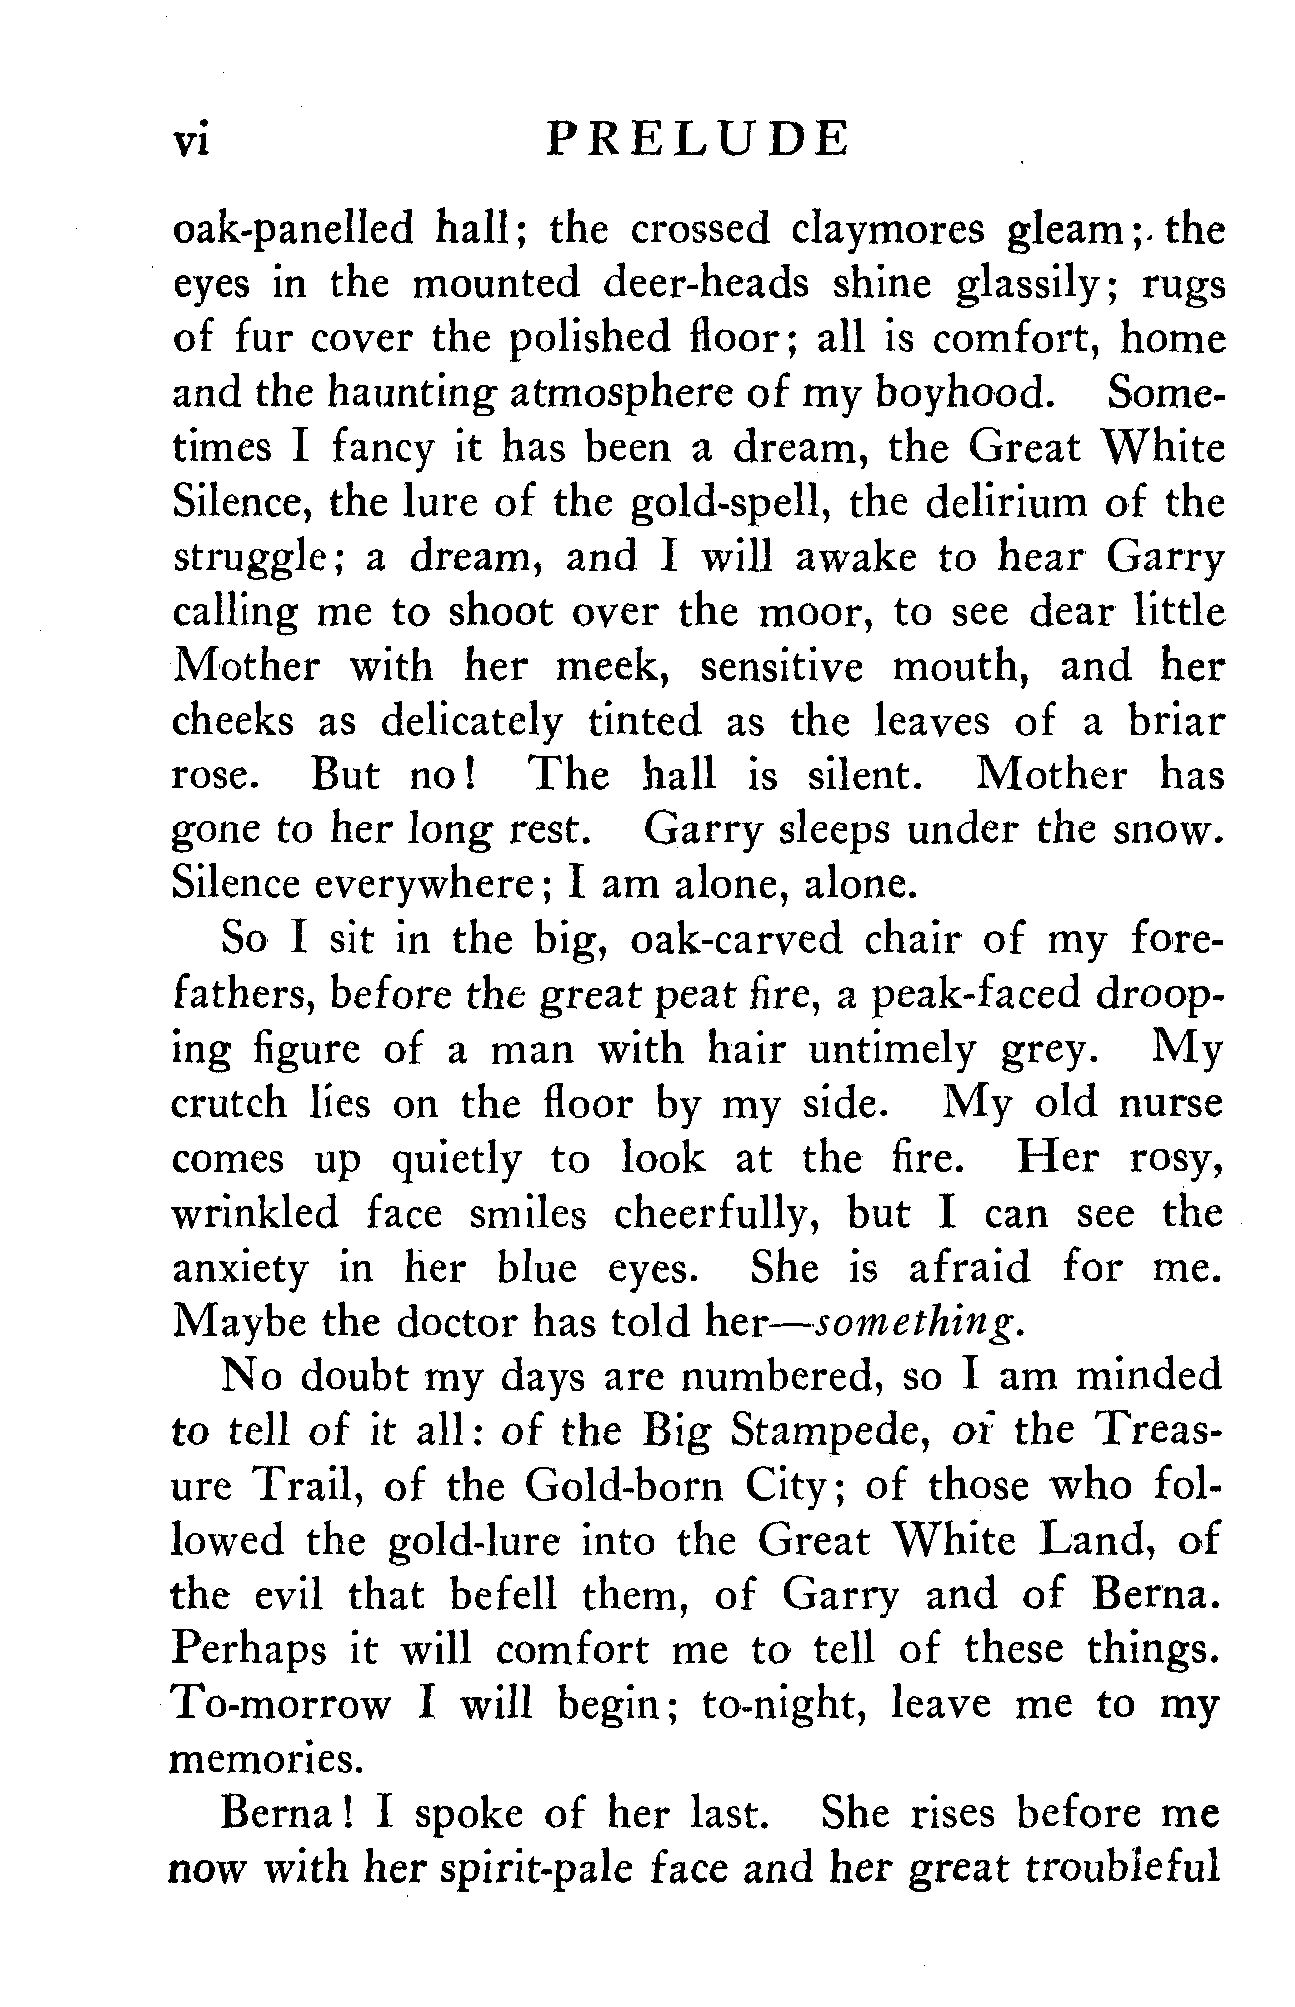 vi PRELUDE
oak-panelled hall; the crossed claymores gleam; the
eyes in the mounted deer-heads shine glassily; rugs
of fur cover the polished floor; all is comfort, home
and the haunting atmosphere of my boyhood. Some-
times I fancy it has been a dream, the Great White
Silence, the lure of the gold-spell, the delirium of the
struggle; a dream, and I will awake to hear Garry
calling me to shoot over the moor, to see dear little
Mother with her meek, sensitive mouth, and her
cheeks as delicately tinted as the leaves of a briar
rose. But no! The hall is silent. Mother has
gone to her long rest. Garry sleeps under the snow.
Silence everywhere; I am alone, alone.
So I sit in the big, oak-carved chair of my fore-
fathers, before the great peat fire, a peak-faced droop-
ing figure of a man with hair untimely grey. My
crutch lies on the floor by my side. My old nurse
comes up quietly to look at the fire. Her rosy,
wrinkled face smiles cheerfully, but I can see the
anxiety in her blue eyes. She is afraid for me.
Maybe the doctor has told her—something.
No doubt my days are numbered, so I am minded
to tell of it all: of the Big Stampede, of the Treas-
ure Trail, of the Gold-born City; of those who fol-
lowed the gold-lure into the Great White Land, of
the evil that befell them, of Garry and of Berna.
Perhaps it will comfort me to tell of these things.
To-morrow I will begin; to-night, leave me to my
memories.
Berna! I spoke of her last. She rises before me
now with her spirit-pale face and her great troubleful